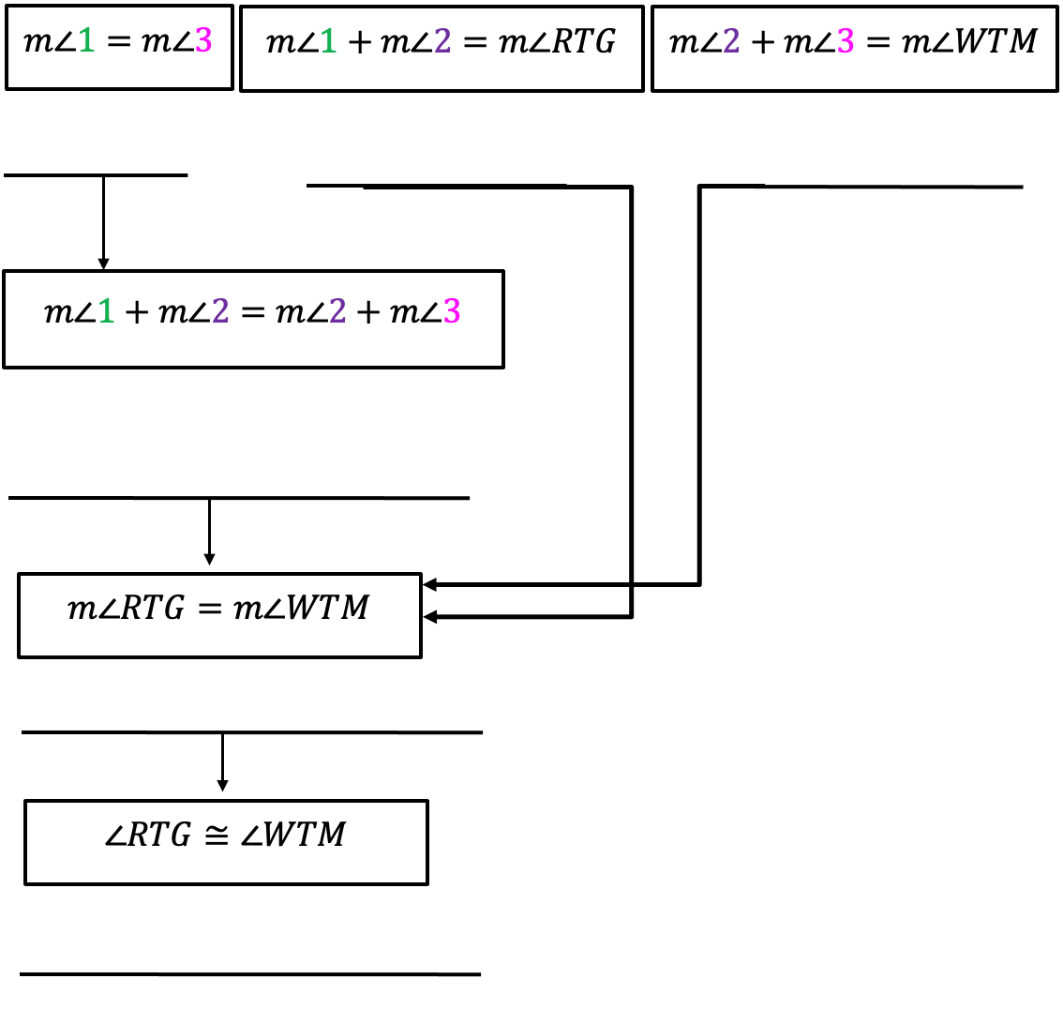 m∠1 = m∠3
m∠1 + m∠2 = m∠RTG
m∠2 + m∠3 = m∠WTM
m∠1 + m∠2 = m∠2 + m∠3
m∠RTG = m∠WTM
∠RTG ≅ ∠WTM